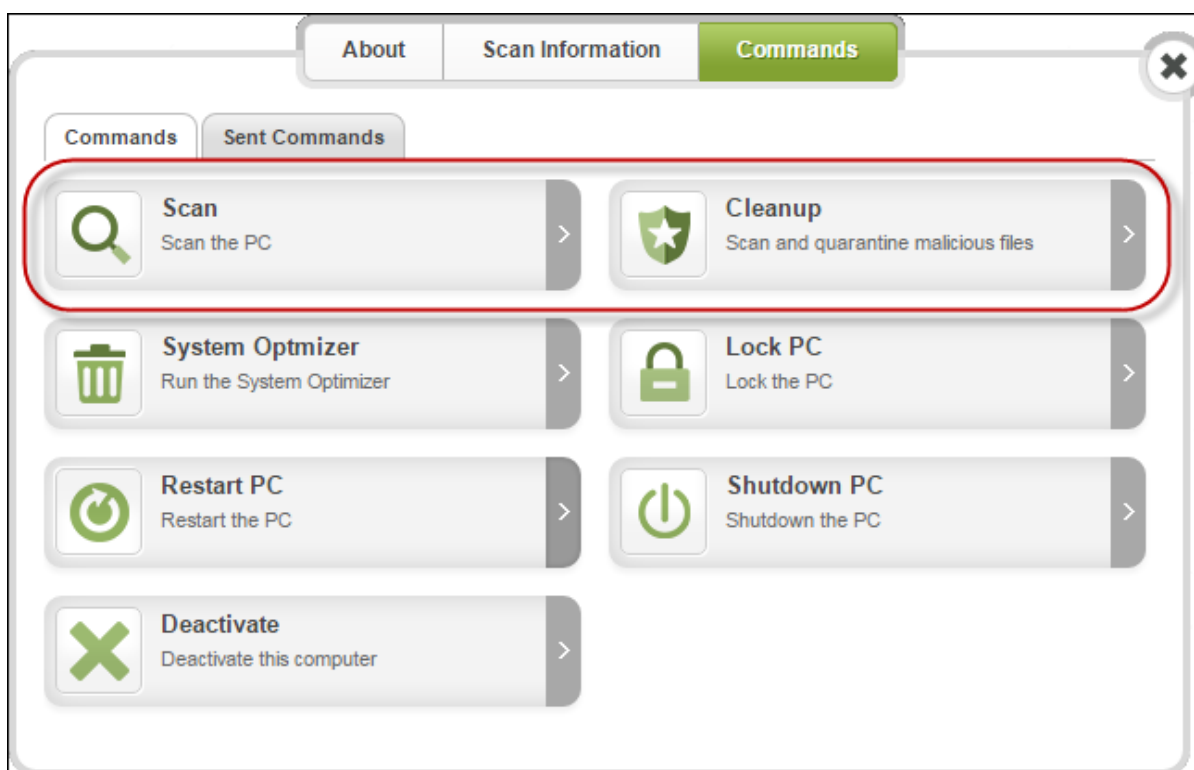 About
Scan Information
Commands
Commands
Sent Commands
Scan
Scan the PC
Cleanup
Scan and quarantine malicious files
System Optmizer
Run the System Optimizer
Lock PC
Lock the PC
Restart PC
Restart the PC
Shutdown PC
Shutdown the PC
Deactivate
Deactivate this computer